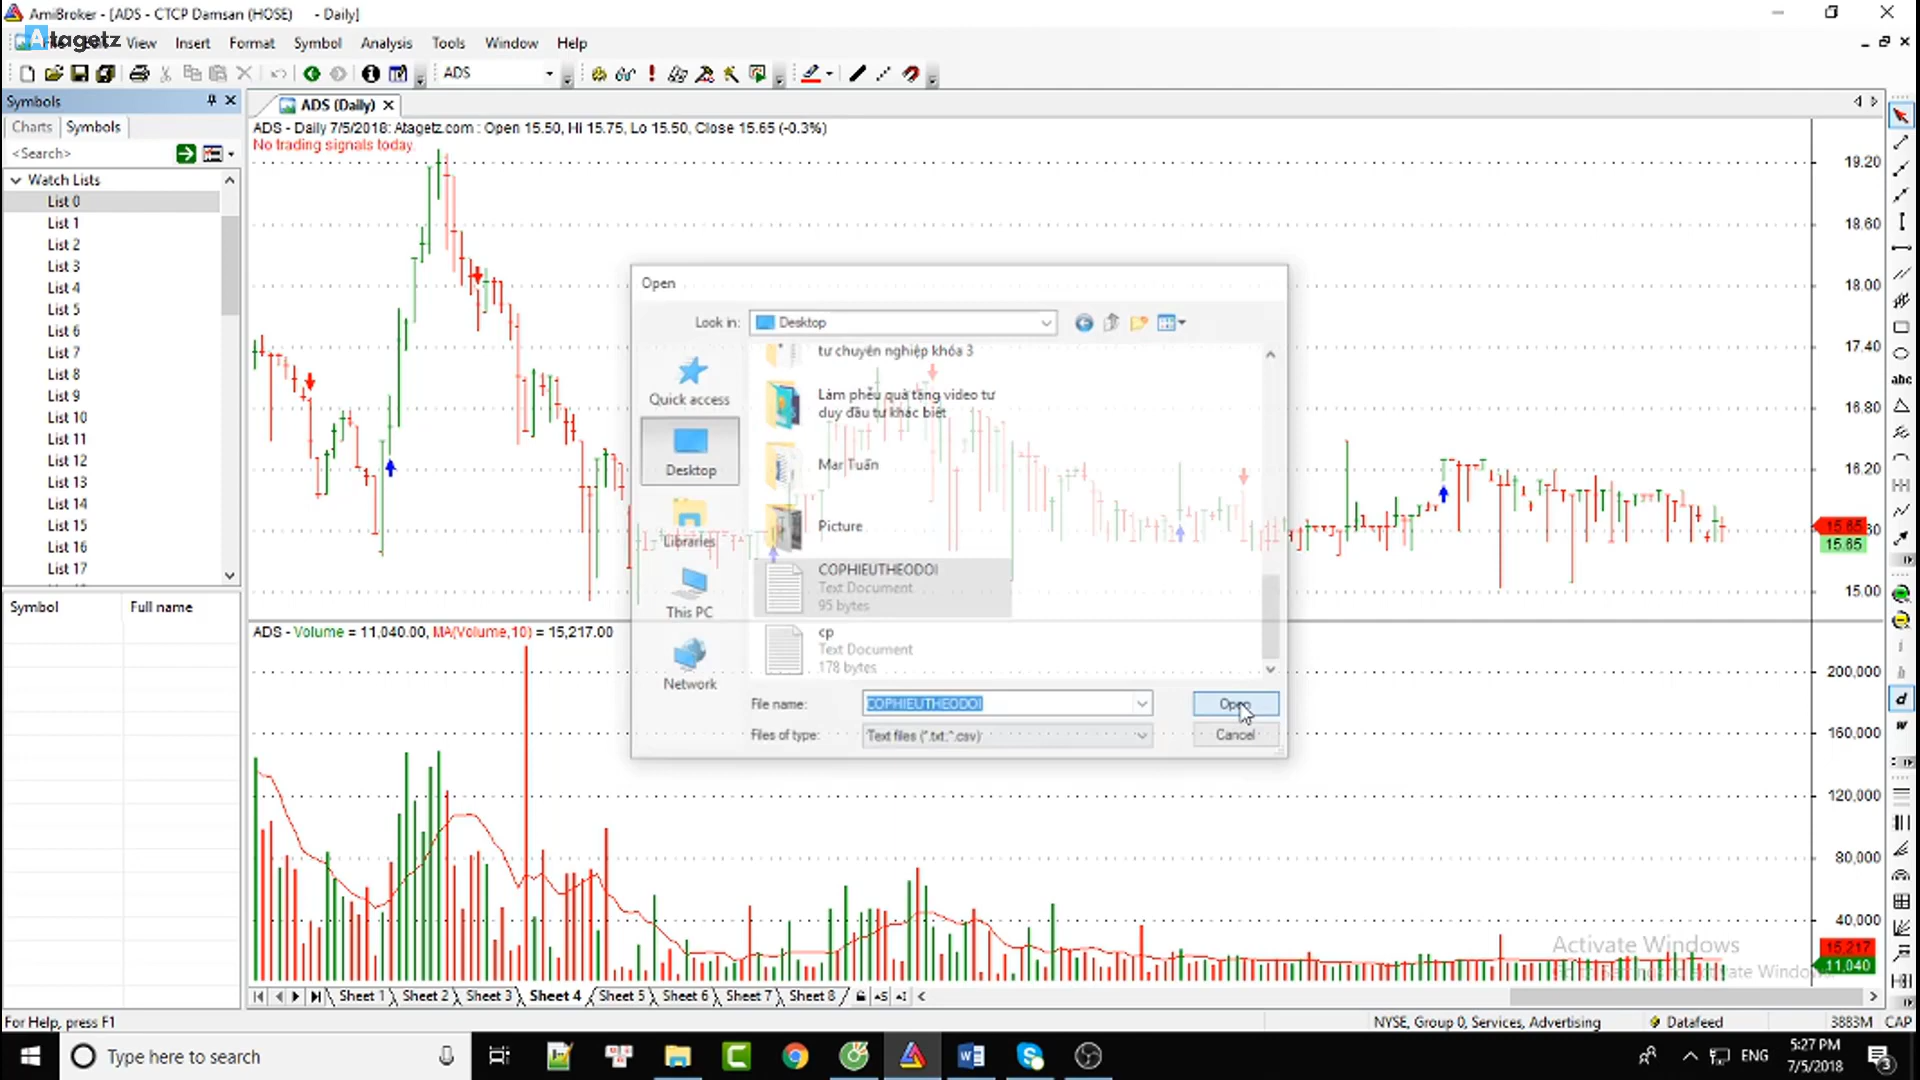 AmiBroker - [ADS - CTCP Damsan (HOSE) - Daily]
Atagetz
View Insert Format Symbol Analysis Tools Window Help
ADS
Symbols
ADS (Daily)
Charts Symbols
<Search>
ADS - Daily 7/5/2018: Atagetz.com : Open 15.50, Hi 15.75, Lo 15.50, Close 15.65 (-0.3%)
No trading signals today.
Watch Lists
List 0
List 1
List 2
List 3
List 4
List 5
List 6
List 7
List 8
List 9
List 10
List 11
List 12
List 13
List 14
List 15
List 16
List 17
Symbol Full name
19.20
18.60
18.00
17.40
16.80
16.20
15.65
15.65
15.00
Open
Look in: Desktop
Quick access
Desktop
Libraries
This PC
Network
tư chuyên nghiệp khóa 3
Làm phễu quà tặng video tư
duy đầu tư khác biệt
Mar Tuấn
Picture
COPHIEUTHEODOI
Text Document
95 bytes
cp
Text Document
178 bytes
File name: COPHIEUTHEODOI Open
Files of type: Text files (*.txt;*.csv) Cancel
ADS - Volume = 11,040.00, MA(Volume,10) = 15,217.00
200,000
160,000
120,000
80,000
40,000
15,217
11,040
Activate Windows
abc
d
w
Sheet 1 Sheet 2 Sheet 3 Sheet 4 Sheet 5 Sheet 6 Sheet 7 Sheet 8
For Help, press F1
NYSE, Group 0, Services, Advertising Datafeed 3883M CAP
Type here to search
ENG
5:27 PM
7/5/2018
3